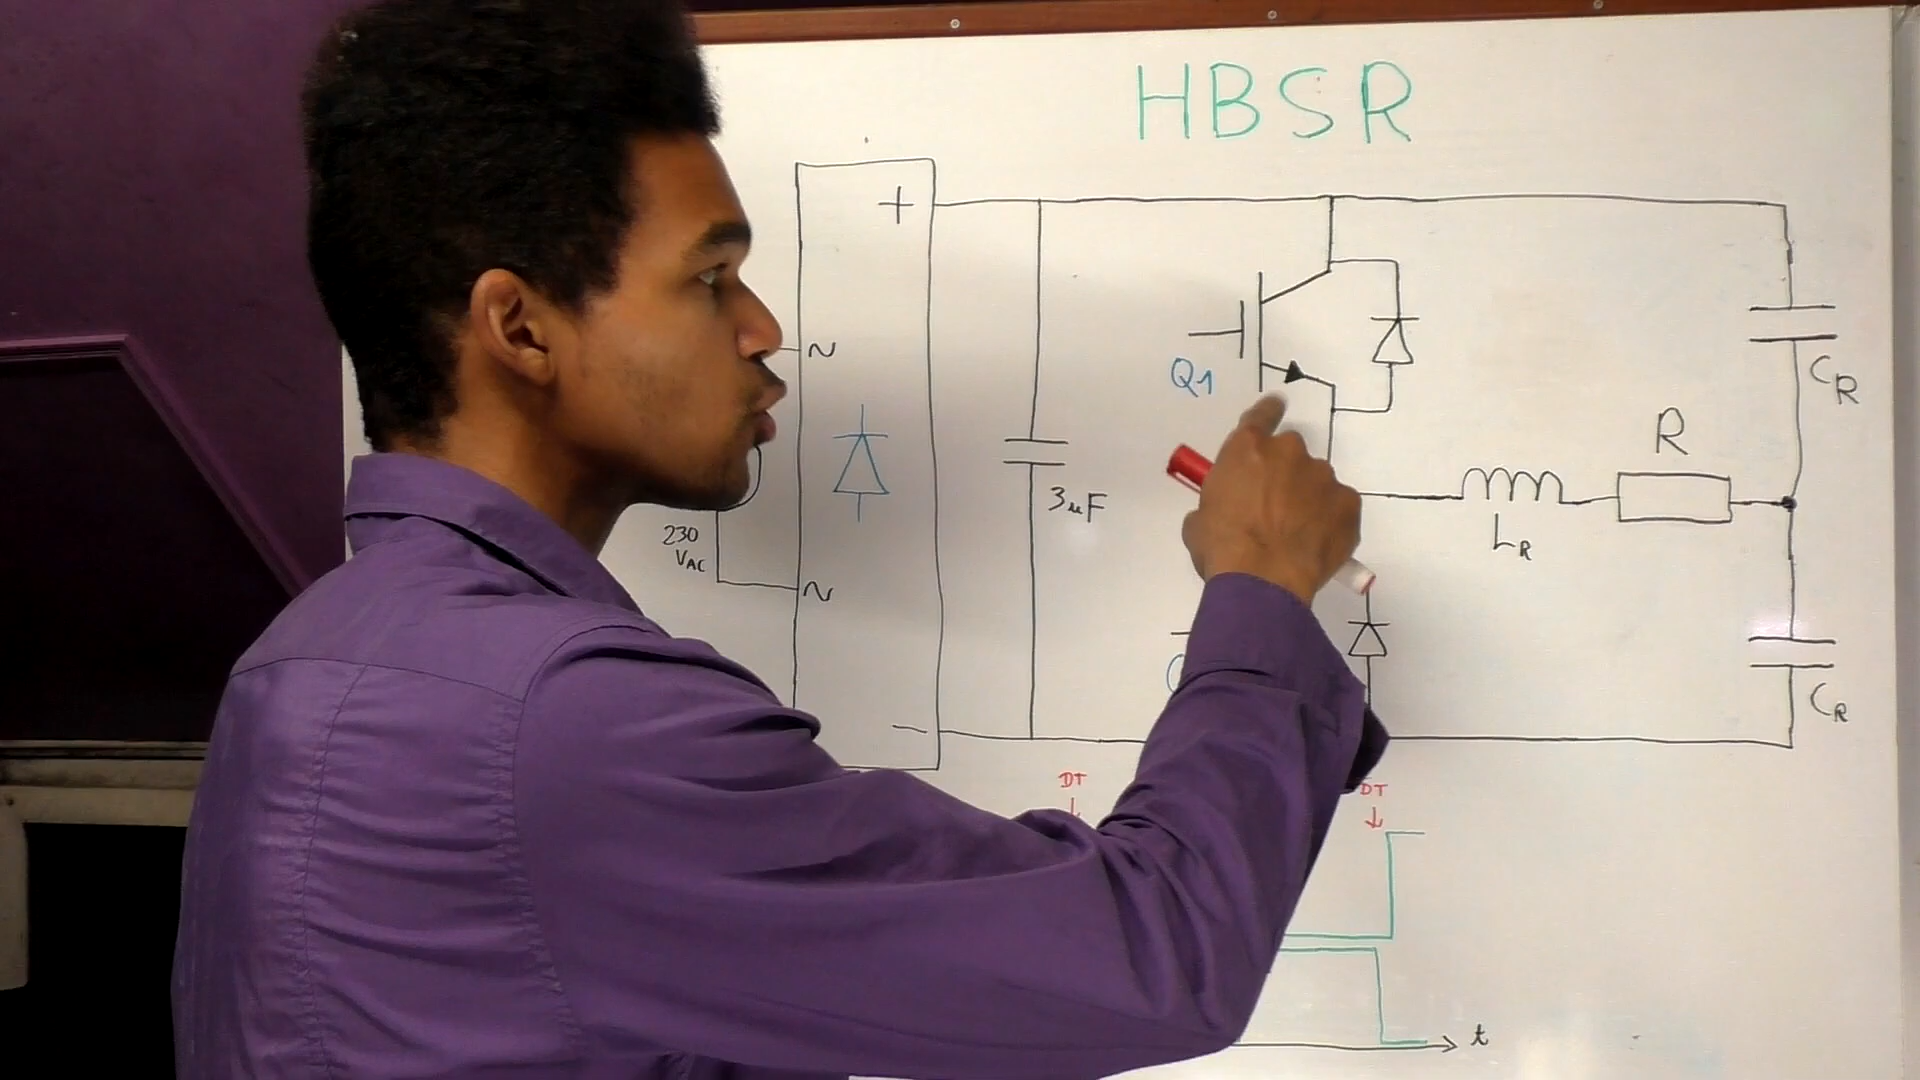 HBSR
+
~
~
-
230
VAC
3uF
Q1
LR
R
CR
CR
DT
DT
t